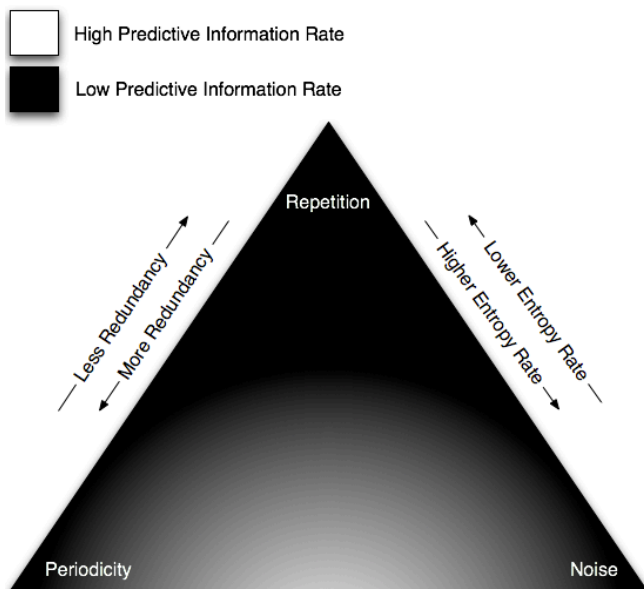 High Predictive Information Rate
Low Predictive Information Rate
Repetition
Less Redundancy
More Redundancy
Lower Entropy Rate
Higher Entropy Rate
Periodicity
Noise